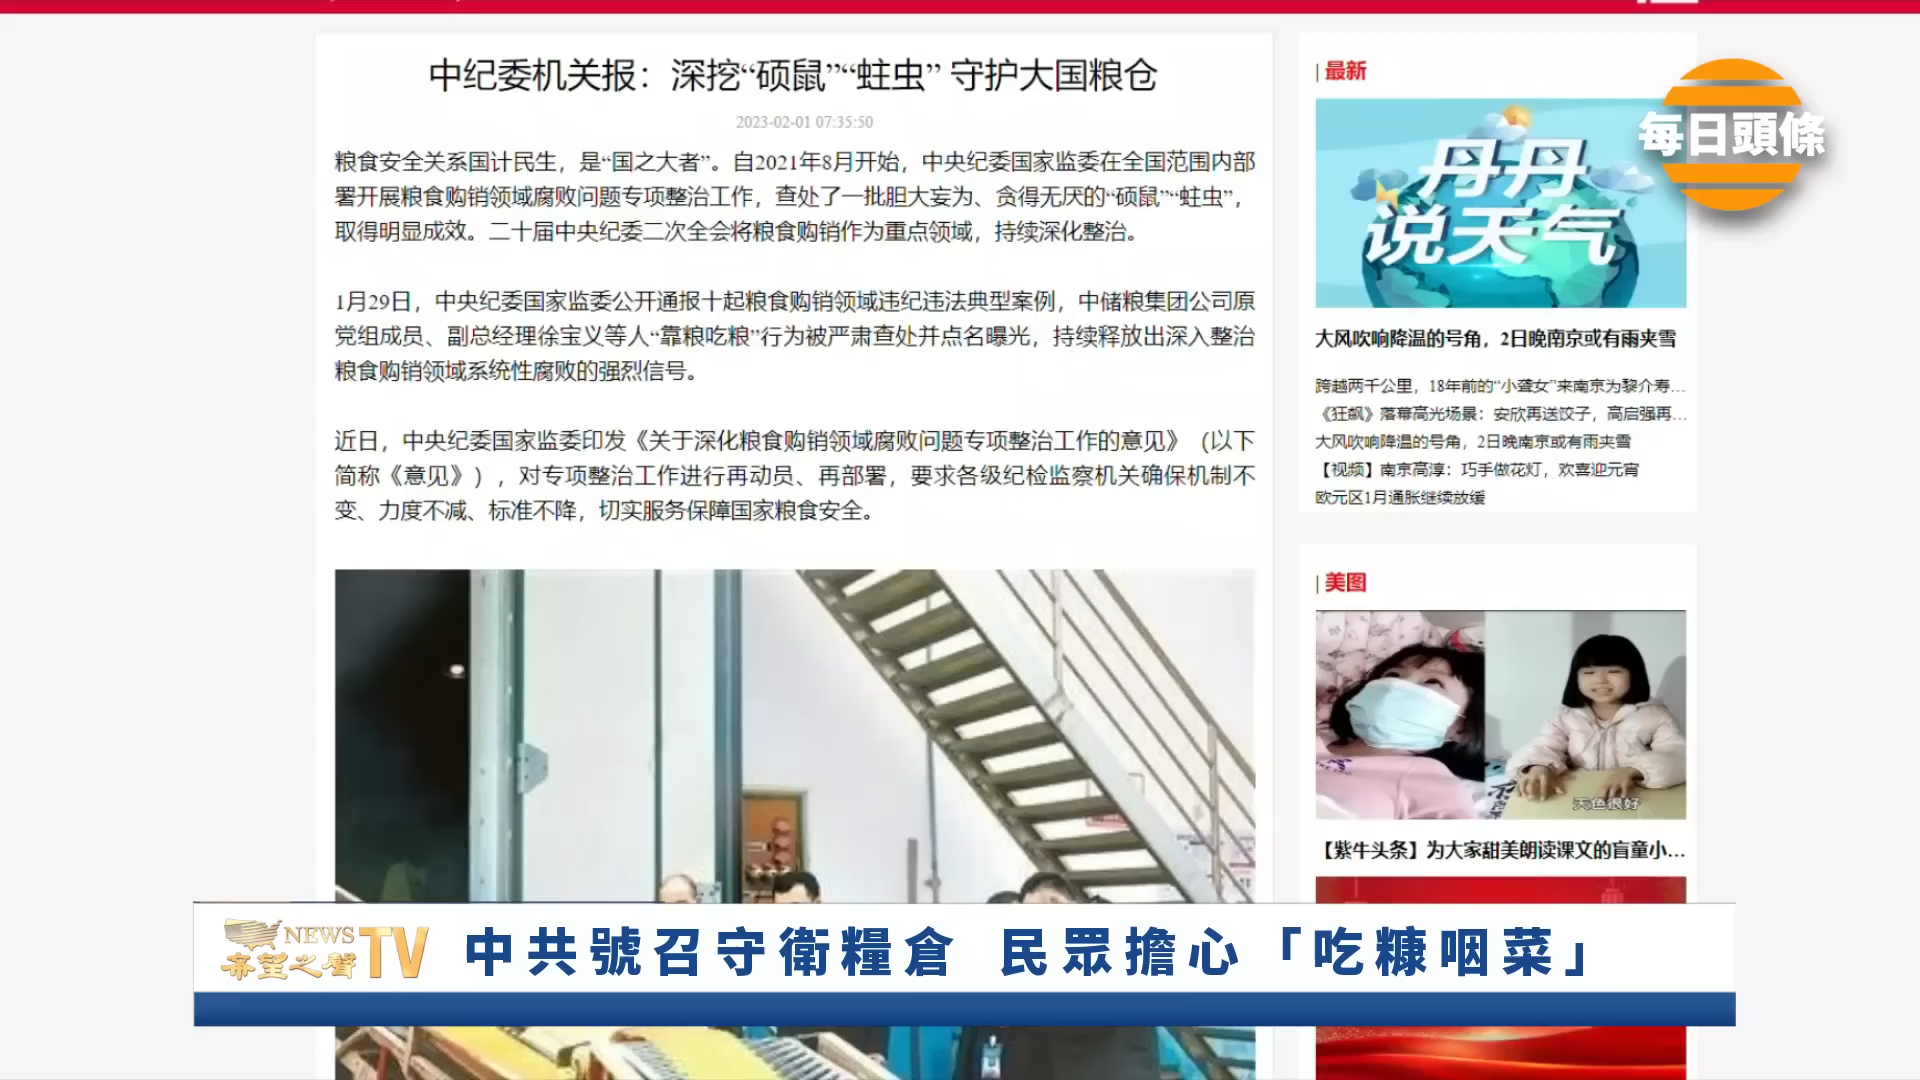 中纪委机关报：深挖“硕鼠”“蛀虫” 守护大国粮仓
2023-02-01 07:35:50
粮食安全关系国计民生，是“国之大者”。自2021年8月开始，中央纪委国家监委在全国范围内部
署开展粮食购销领域腐败问题专项整治工作，查处了一批胆大妄为、贪得无厌的“硕鼠”“蛀虫”，
取得明显成效。二十届中央纪委二次全会将粮食购销作为重点领域，持续深化整治。
1月29日，中央纪委国家监委公开通报十起粮食购销领域违纪违法典型案例，中储粮集团公司原
党组成员、副总经理徐宝义等人“靠粮吃粮”行为被严肃查处并点名曝光，持续释放出深入整治
粮食购销领域系统性腐败的强烈信号。
近日，中央纪委国家监委印发《关于深化粮食购销领域腐败问题专项整治工作的意见》（以下
简称《意见》），对专项整治工作进行再动员、再部署，要求各级纪检监察机关确保机制不
变、力度不减、标准不降，切实服务保障国家粮食安全。
| 最新
每日頭條
丹丹
说天气
大风吹响降温的号角，2日晚南京或有雨夹雪
跨越两千公里，18年前的“小聋女”来南京为黎介寿...
《狂飙》落幕高光场景：安欣再送饺子，高启强再...
大风吹响降温的号角，2日晚南京或有雨夹雪
【视频】南京高淳：巧手做花灯，欢喜迎元宵
欧元区1月通胀继续放缓
| 美图
天色很好
【紫牛头条】为大家甜美朗读课文的盲童小...
NEWS
希望之聲
TV
中共號召守衛糧倉 民眾擔心「吃糠咽菜」